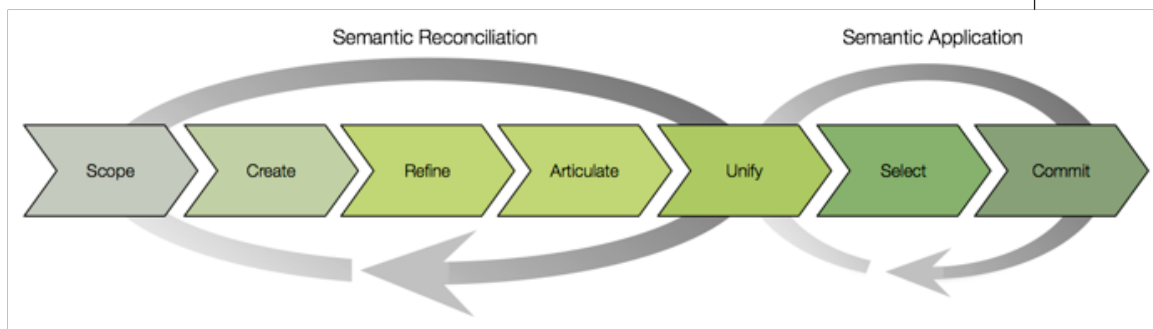 Semantic Reconciliation
Semantic Application
Scope
Create
Refine
Articulate
Unify
Select
Commit